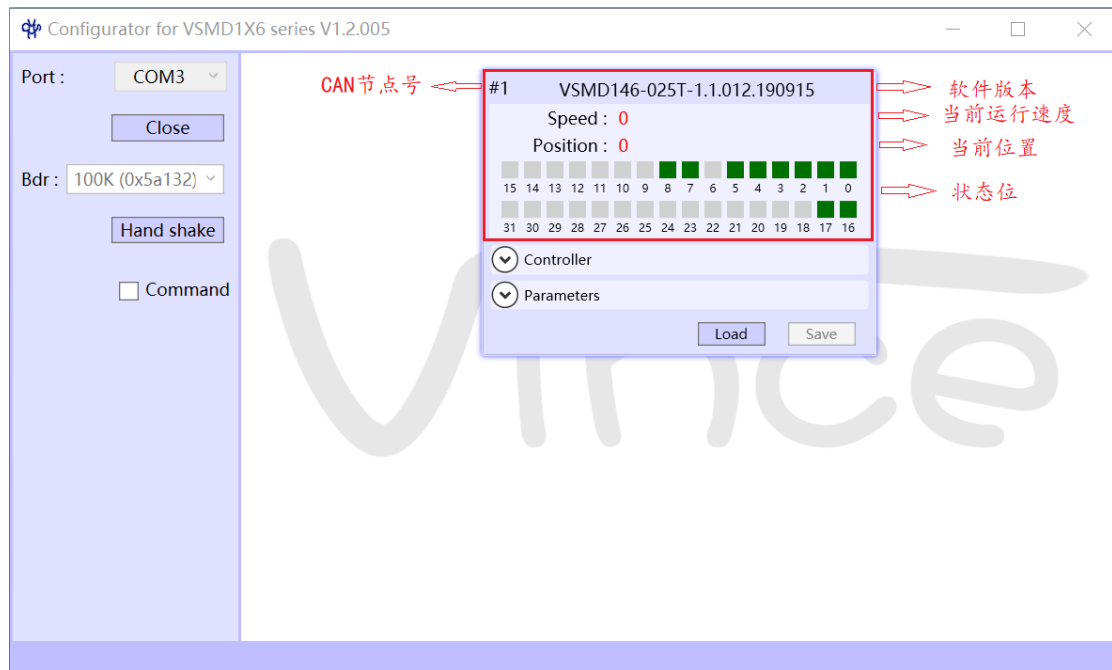 Configurator for VSMD1X6 series V1.2.005
Port : COM3
Close
Bdr : 100K (0x5a132)
Hand shake
Command
CAN节点号
#1 VSMD146-025T-1.1.012.190915
软件版本
Speed : 0
当前运行速度
Position : 0
当前位置
15 14 13 12 11 10 9 8 7 6 5 4 3 2 1 0
状态位
31 30 29 28 27 26 25 24 23 22 21 20 19 18 17 16
Controller
Parameters
Load Save
Vince